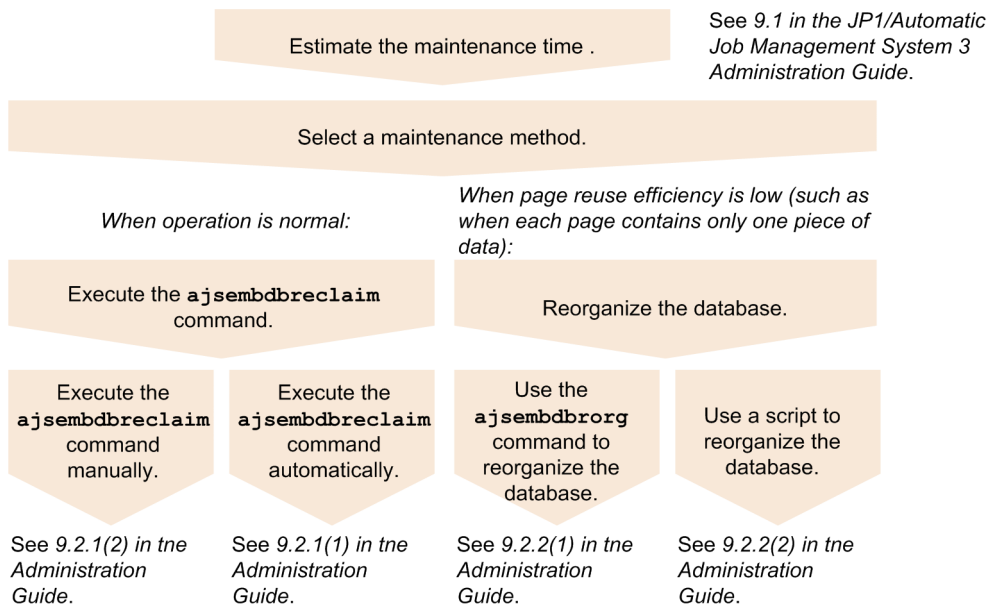 Estimate the maintenance time .
See 9.1 in the JP1/Automatic
Job Management System 3
Administration Guide.
Select a maintenance method.
When operation is normal:
When page reuse efficiency is low (such as
when each page contains only one piece of
data):
Execute the ajsembdbreclaim
command.
Reorganize the database.
Execute the
ajsembdbreclaim
command
manually.
Execute the
ajsembdbreclaim
command
automatically.
Use the
ajsembdbrorg
command to
reorganize the
database.
Use a script to
reorganize the
database.
See 9.2.1(2) in tne
Administration
Guide.
See 9.2.1(1) in tne
Administration
Guide.
See 9.2.2(1) in tne
Administration
Guide.
See 9.2.2(2) in tne
Administration
Guide.